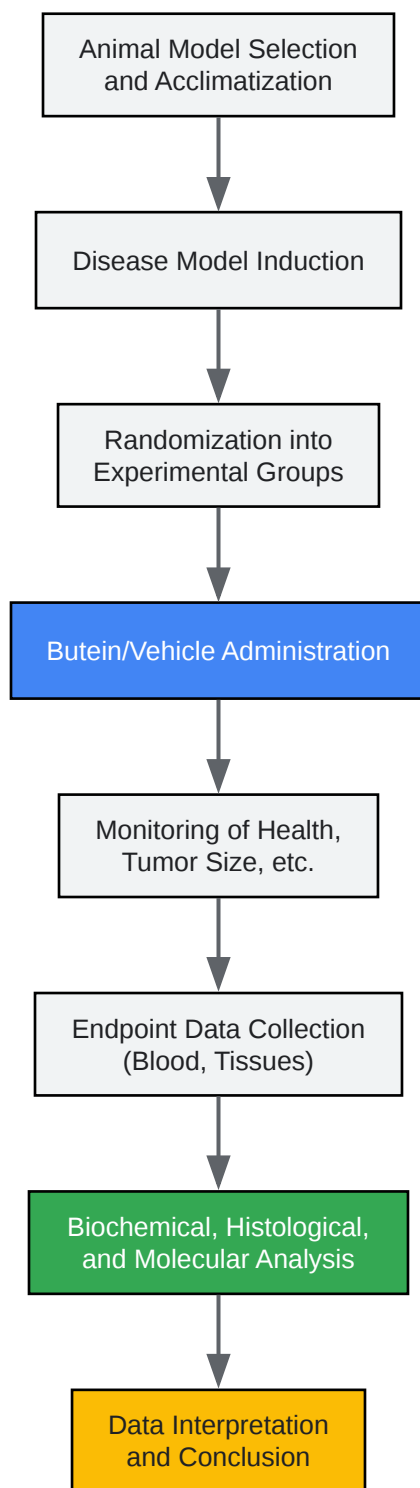 Animal Model Selection
and Acclimatization
Disease Model Induction
Randomization into
Experimental Groups
Butein/Vehicle Administration
Monitoring of Health,
Tumor Size, etc.
Endpoint Data Collection
(Blood, Tissues)
Biochemical, Histological,
and Molecular Analysis
Data Interpretation
and Conclusion